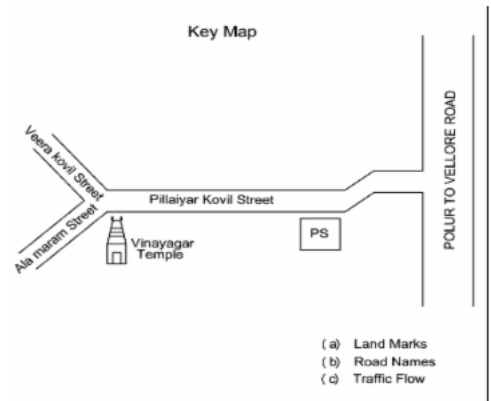 Key Map
Veera kovil Street
Pillaiyar Kovil Street
Ala maram Street
Vinayagar
Temple
PS
POLUR TO VELLORE ROAD
(a) Land Marks
(b) Road Names
(c) Traffic Flow